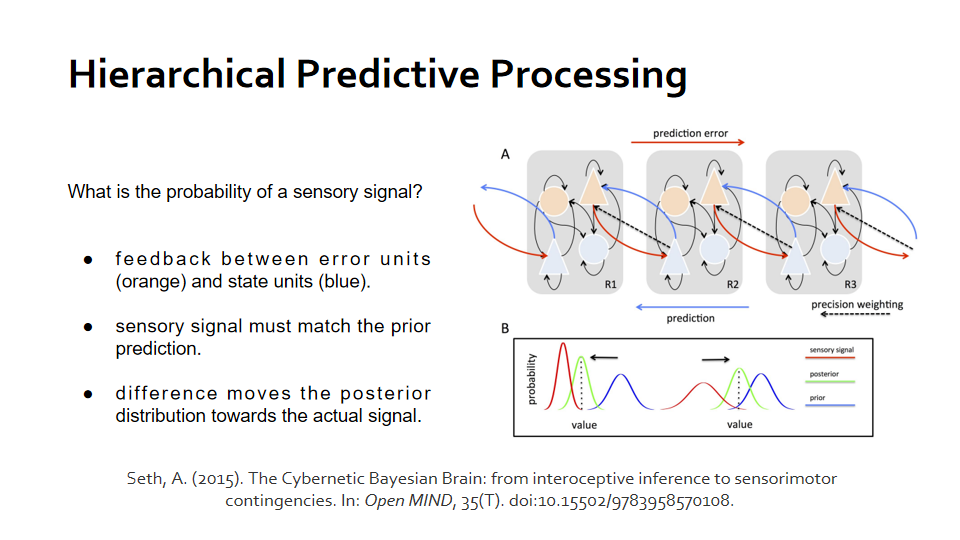 Hierarchical Predictive Processing
What is the probability of a sensory signal?
● feedback between error units
(orange) and state units (blue).
● sensory signal must match the prior
prediction.
● difference moves the posterior
distribution towards the actual signal.
prediction error
A
R1
R2
R3
prediction
precision weighting
B
probability
value
value
sensory signal
posterior
prior
Seth, A. (2015). The Cybernetic Bayesian Brain: from interoceptive inference to sensorimotor
contingencies. In: Open MIND, 35(T). doi:10.15502/9783958570108.